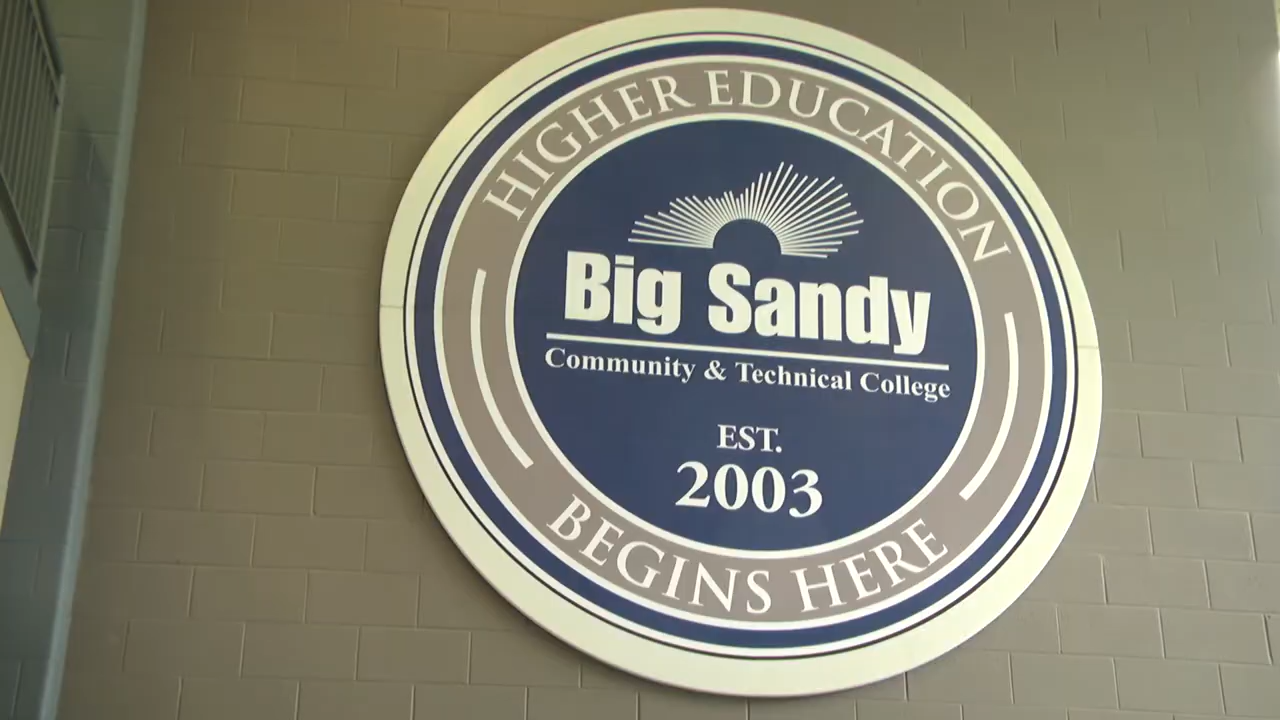 HIGHER EDUCATION
Big Sandy
Community & Technical College
EST.
2003
BEGINS HERE